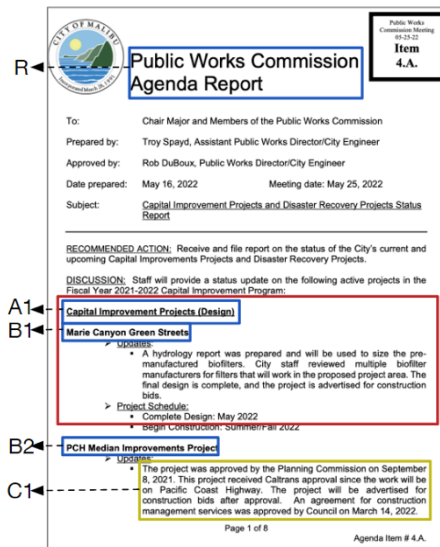 Public Works
Commission Meeting
05-25-22
Item
4.A.
CITY OF MALIBU
Incorporated March 28, 1991
R
Public Works Commission
Agenda Report
To: Chair Major and Members of the Public Works Commission
Prepared by: Troy Spayd, Assistant Public Works Director/City Engineer
Approved by: Rob DuBoux, Public Works Director/City Engineer
Date prepared: May 16, 2022 Meeting date: May 25, 2022
Subject: Capital Improvement Projects and Disaster Recovery Projects Status
Report
RECOMMENDED ACTION: Receive and file report on the status of the City's current and
upcoming Capital Improvements Projects and Disaster Recovery Projects.
DISCUSSION: Staff will provide a status update on the following active projects in the
Fiscal Year 2021-2022 Capital Improvement Program:
A1
Capital Improvement Projects (Design)
B1
Marie Canyon Green Streets
➤ Updates:
▪ A hydrology report was prepared and will be used to size the pre-
manufactured biofilters. City staff reviewed multiple biofilter
manufacturers for filters that will work in the proposed project area. The
final design is complete, and the project is advertised for construction
bids.
➤ Project Schedule:
▪ Complete Design: May 2022
▪ Begin Construction: Summer/Fall 2022
B2
PCH Median Improvements Project
➤ Updates:
C1
▪ The project was approved by the Planning Commission on September
8, 2021. This project received Caltrans approval since the work will be
on Pacific Coast Highway. The project will be advertised for
construction bids after approval. An agreement for construction
management services was approved by Council on March 14, 2022.
Page 1 of 8
Agenda Item # 4.A.